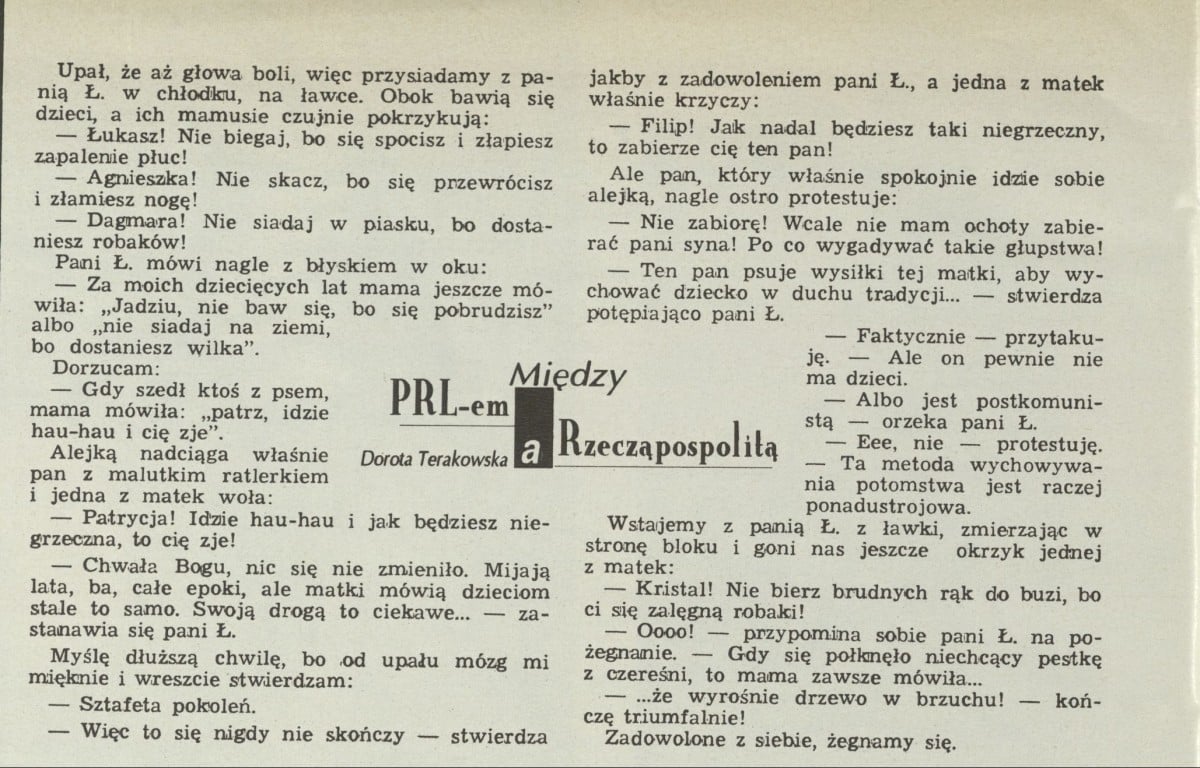 Upał, że aż głowa boli, więc przysiadamy z pa-
nią Ł. w chłodku, na ławce. Obok bawią się
dzieci, a ich mamusie czujnie pokrzykują:
— Łukasz! Nie biegaj, bo się spocisz i złapiesz
zapalenie płuc!
— Agnieszka! Nie skacz, bo się przewrócisz
i złamiesz nogę!
— Dagmara! Nie siadaj w piasku, bo dosta-
niesz robaków!
Pani Ł. mówi nagle z błyskiem w oku:
— Za moich dziecięcych lat mama jeszcze mó-
wiła: „Jadziu, nie baw się, bo się pobrudzisz”
albo „nie siadaj na ziemi,
bo dostaniesz wilka”.
Dorzucam:
— Gdy szedł ktoś z psem,
mama mówiła: „patrz, idzie
hau-hau i cię zje”.
Alejką nadciąga właśnie
pan z malutkim ratlerkiem
i jedna z matek woła:
— Patrycja! Idzie hau-hau i jak będziesz nie-
grzeczna, to cię zje!
— Chwała Bogu, nic się nie zmieniło. Mijają
lata, ba, całe epoki, ale matki mówią dzieciom
stale to samo. Swoją drogą to ciekawe... — za-
stanawia się pani Ł.
Myślę dłuższą chwilę, bo od upału mózg mi
mięknie i wreszcie stwierdzam:
— Sztafeta pokoleń.
— Więc to się nigdy nie skończy — stwierdza
Między
PRL-em
a Rzecząpospolitą
Dorota Terakowska
jakby z zadowoleniem pani Ł., a jedna z matek
właśnie krzyczy:
— Filip! Jak nadal będziesz taki niegrzeczny,
to zabierze cię ten pan!
Ale pan, który właśnie spokojnie idzie sobie
alejką, nagle ostro protestuje:
— Nie zabiorę! Wcale nie mam ochoty zabie-
rać pani syna! Po co wygadywać takie głupstwa!
— Ten pan psuje wysiłki tej matki, aby wy-
chować dziecko w duchu tradycji... — stwierdza
potępiająco pani Ł.
— Faktycznie — przytaku-
ję. — Ale on pewnie nie
ma dzieci.
— Albo jest postkomuni-
stą — orzeka pani Ł.
— Eee, nie — protestuję.
— Ta metoda wychowywa-
nia potomstwa jest raczej
ponadustrojowa.
Wstajemy z panią Ł. z ławki, zmierzając w
stronę bloku i goni nas jeszcze okrzyk jednej
z matek:
— Kristal! Nie bierz brudnych rąk do buzi, bo
ci się zalęgną robaki!
— Oooo! — przypomina sobie pani Ł. na po-
żegnanie. — Gdy się połknęło niechcący pestkę
z czereśni, to mama zawsze mówiła...
— ...że wyrośnie drzewo w brzuchu! — koń-
czę triumfalnie!
Zadowolone z siebie, żegnamy się.